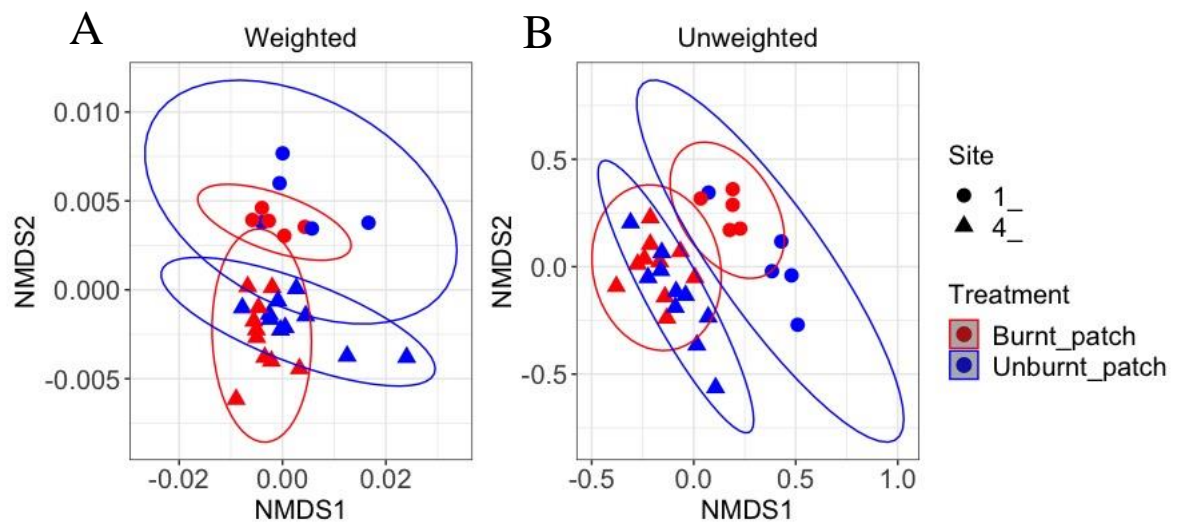 A
Weighted
B
Unweighted
0.010
0.005
0.000
-0.005
NMDS2
-0.02
0.00
0.02
NMDS1
0.5
0.0
-0.5
NMDS2
-0.5
0.0
0.5
1.0
NMDS1
Site
1_
4_
Treatment
Burnt_patch
Unburnt_patch